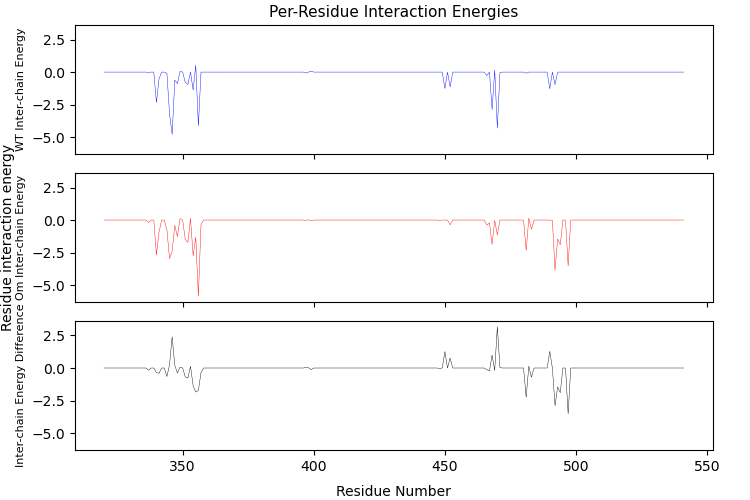 Per-Residue Interaction Energies
WT Inter-chain Energy
2.5
0.0
−2.5
−5.0
Residue interaction energy
Om Inter-chain Energy
2.5
0.0
−2.5
−5.0
Inter-chain Energy Difference
2.5
0.0
−2.5
−5.0
350 400 450 500 550
Residue Number